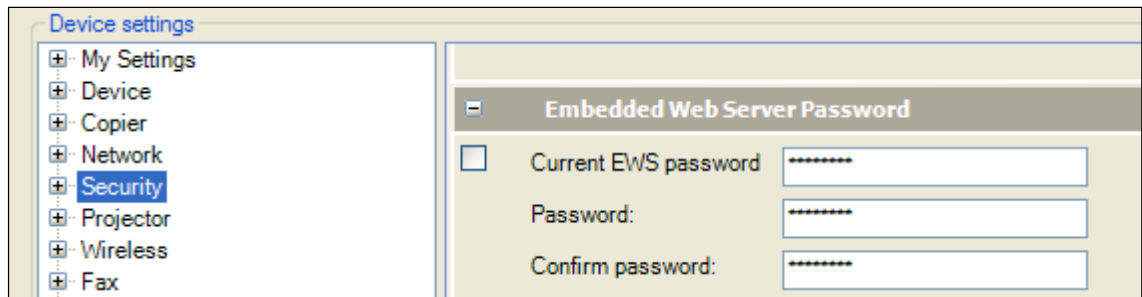 Device settings
My Settings
Device
Copier
Network
Security
Projector
Wireless
Fax
Embedded Web Server Password
Current EWS password ********
Password: ********
Confirm password: ********